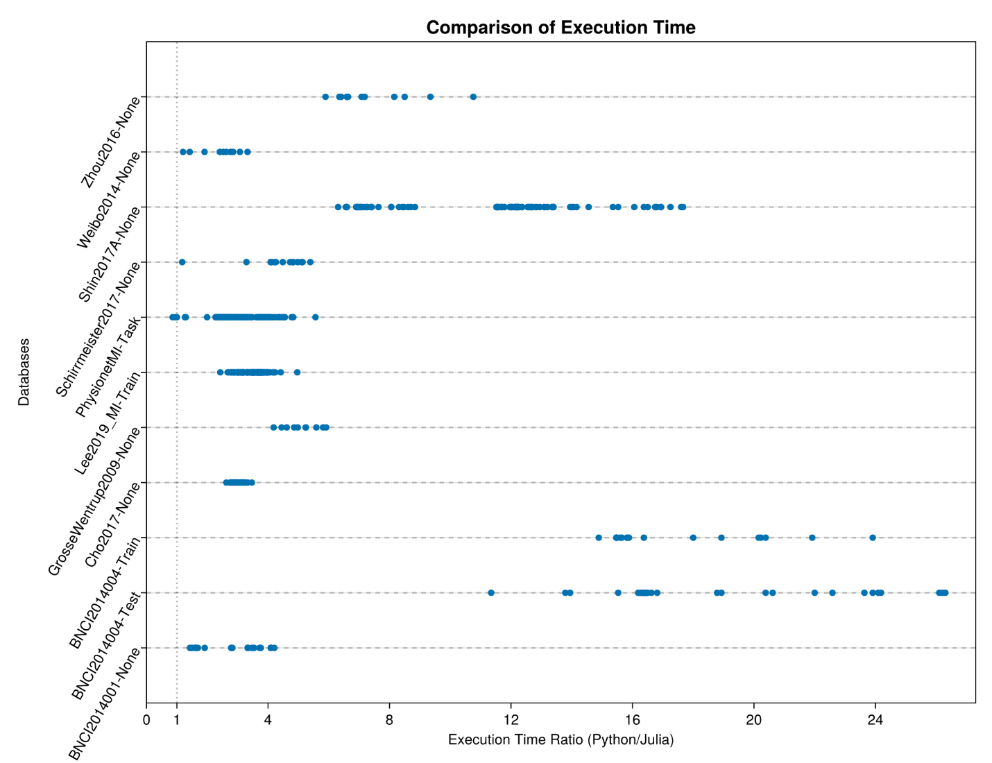 Comparison of Execution Time
Databases
Zhou2016-None
Weibo2014-None
Shin2017A-None
Schirrmeister2017-None
PhysionetMI-Task
Lee2019_MI-Train
GrosseWentrup2009-None
Cho2017-None
BNCI2014004-Train
BNCI2014004-Test
BNCI2014001-None
0 1 4 8 12 16 20 24
Execution Time Ratio (Python/Julia)